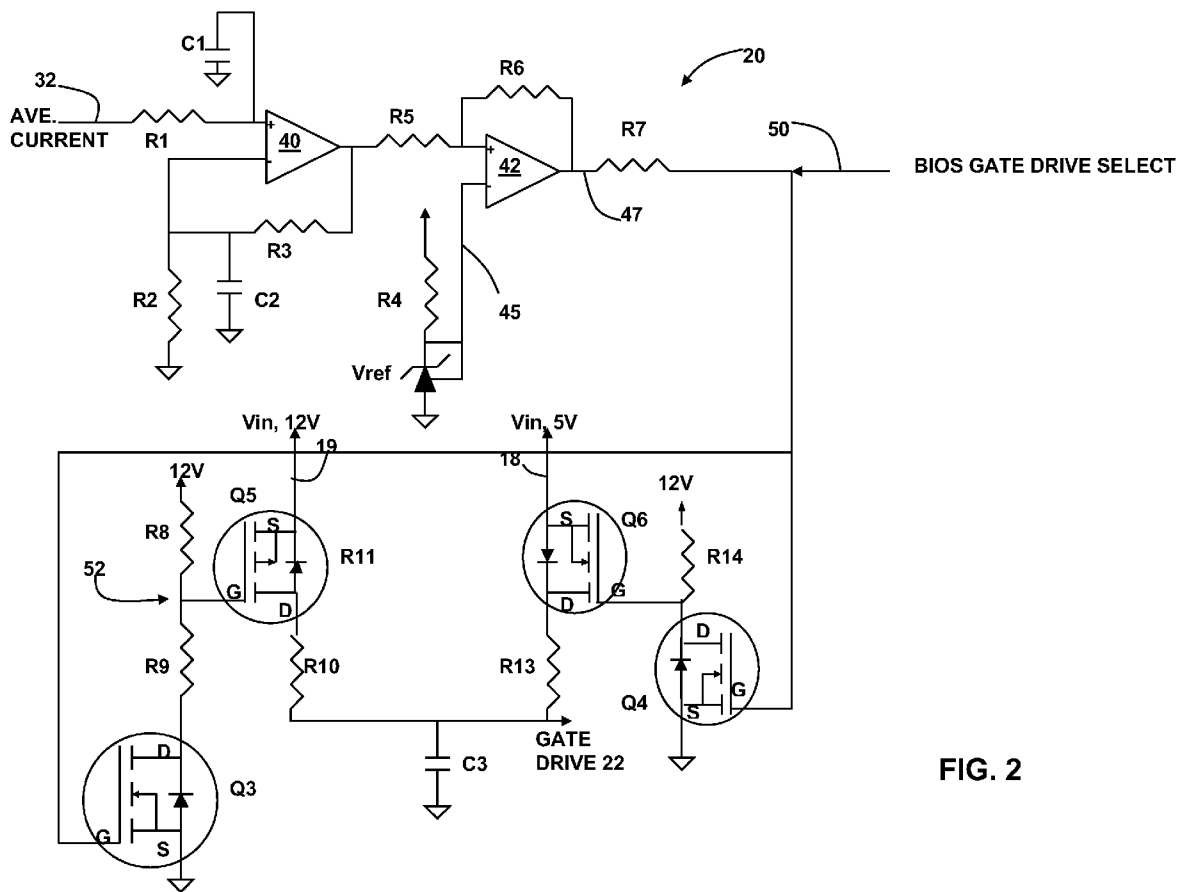 C1
32
AVE.
CURRENT
R1
+
-
40
R3
R2
C2
R5
R6
+
-
42
R4
45
Vref
47
R7
20
50
BIOS GATE DRIVE SELECT
Vin, 12V
19
12V
R8
Q5
S
G
D
R11
52
R9
R10
D
G
S
Q3
Vin, 5V
18
S
Q6
G
D
R13
12V
R14
D
G
S
Q4
C3
GATE
DRIVE 22
FIG. 2